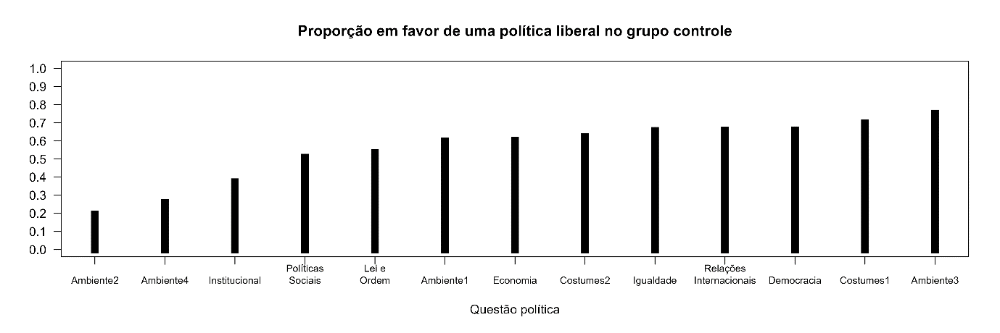 Proporção em favor de uma política liberal no grupo controle
1.0
0.9
0.8
0.7
0.6
0.5
0.4
0.3
0.2
0.1
0.0
Ambiente2
Ambiente4
Institucional
Políticas
Sociais
Lei e
Ordem
Ambiente1
Economia
Costumes2
Igualdade
Relações
Internacionais
Democracia
Costumes1
Ambiente3
Questão política